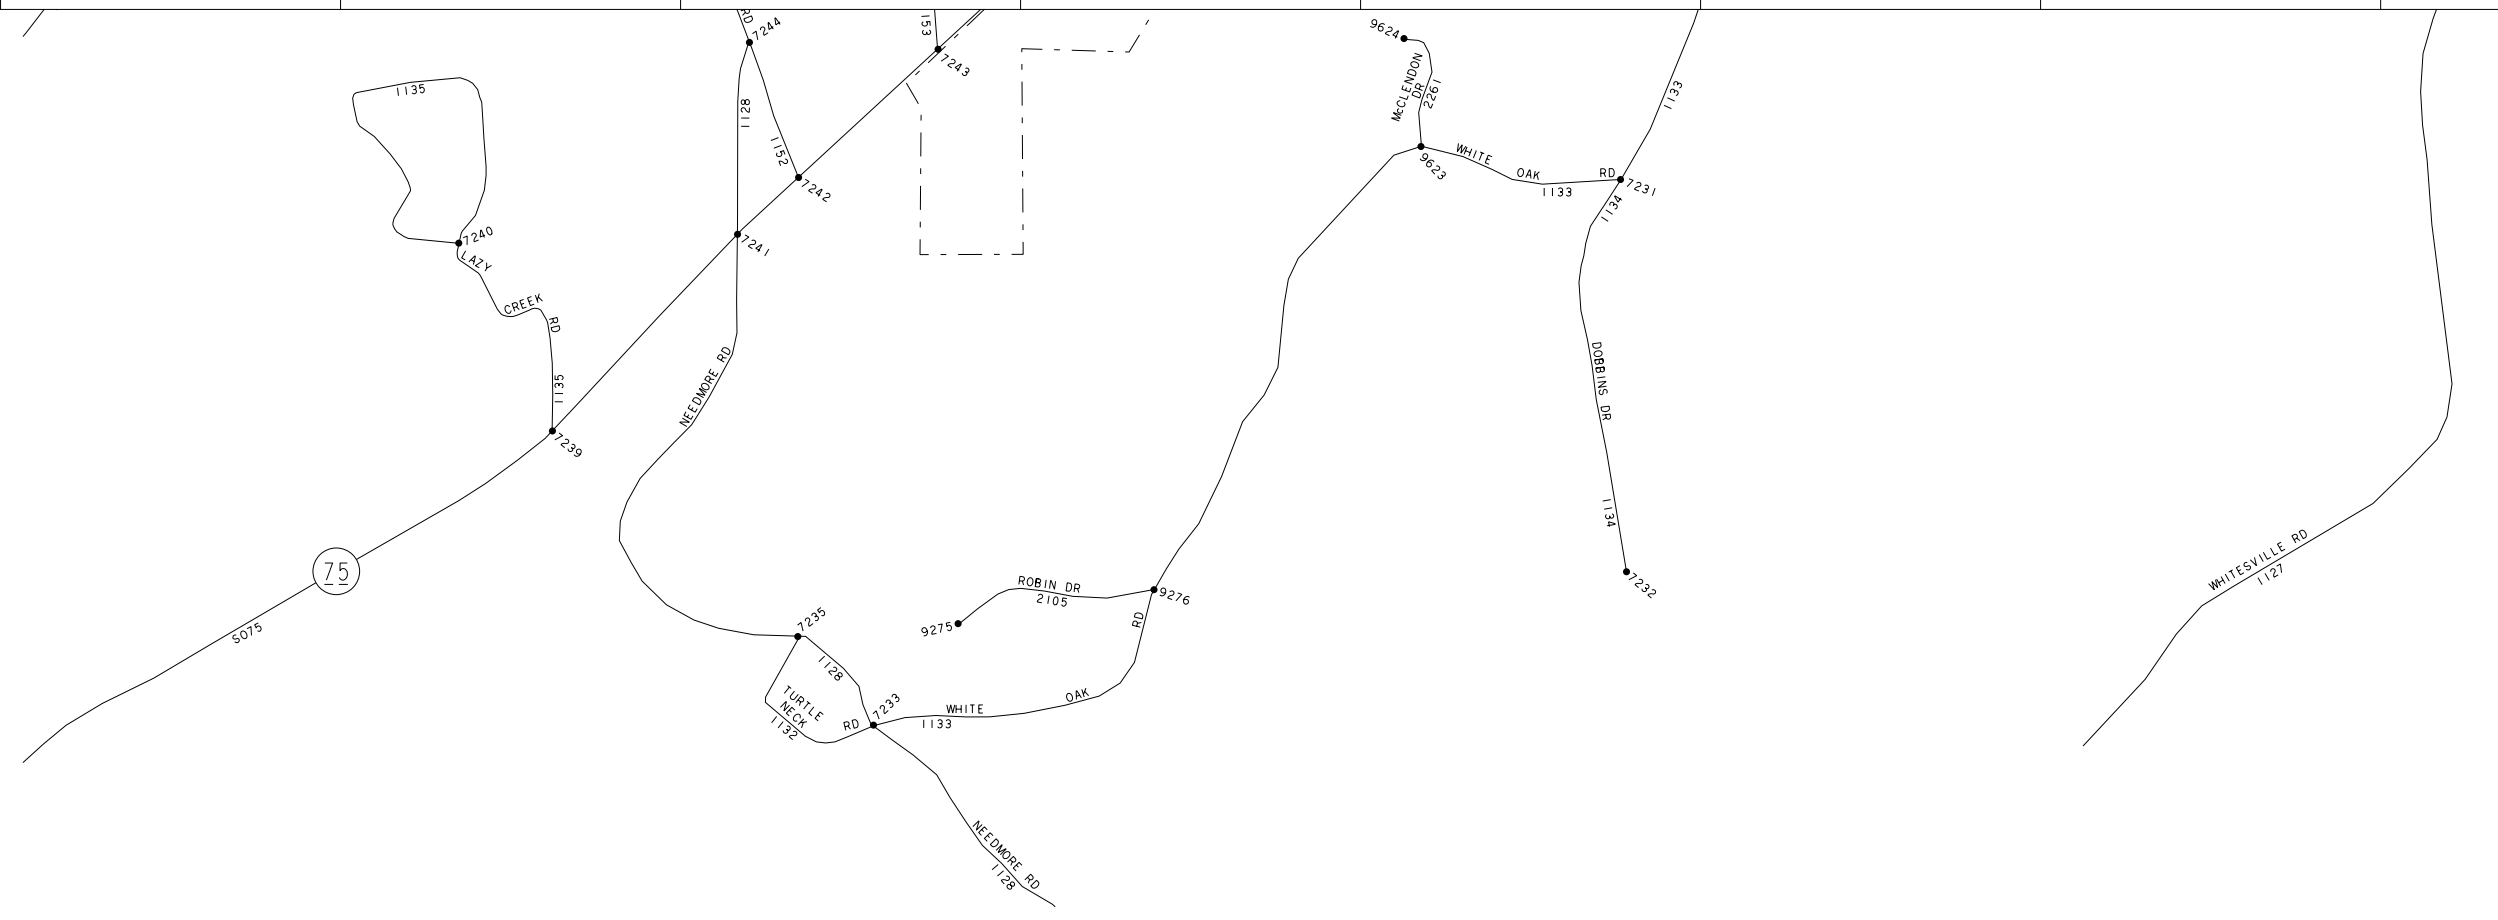 RD
7244
153
7243
9624
McCLENDON
DR
2261
1133
1135
1128
1152
7242
9623
WHITE OAK RD
1133
7231
1134
7240
LAZY CREEK RD
7241
1135
7239
NEEDMORE RD
DOBBINS DR
1134
7232
75
S075
WHITESVILLE RD
1127
ROBIN DR
2105
9276
9275
RD
7235
1128
TURTLE
NECK RD
1132
7233
WHITE OAK
1133
NEEDMORE RD
1128